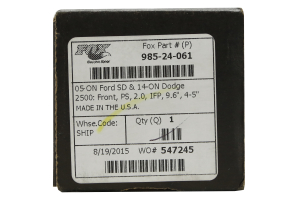 FOX
Fox Part # (P)
985-24-061
05-ON Ford SD & 14-ON Dodge
2500: Front, PS, 2.0, IFP, 9.6", 4-5"
MADE IN THE U.S.A.
Whse.Code:
SHIP
Qty (Q) 1
8/19/2015 WO# 547245